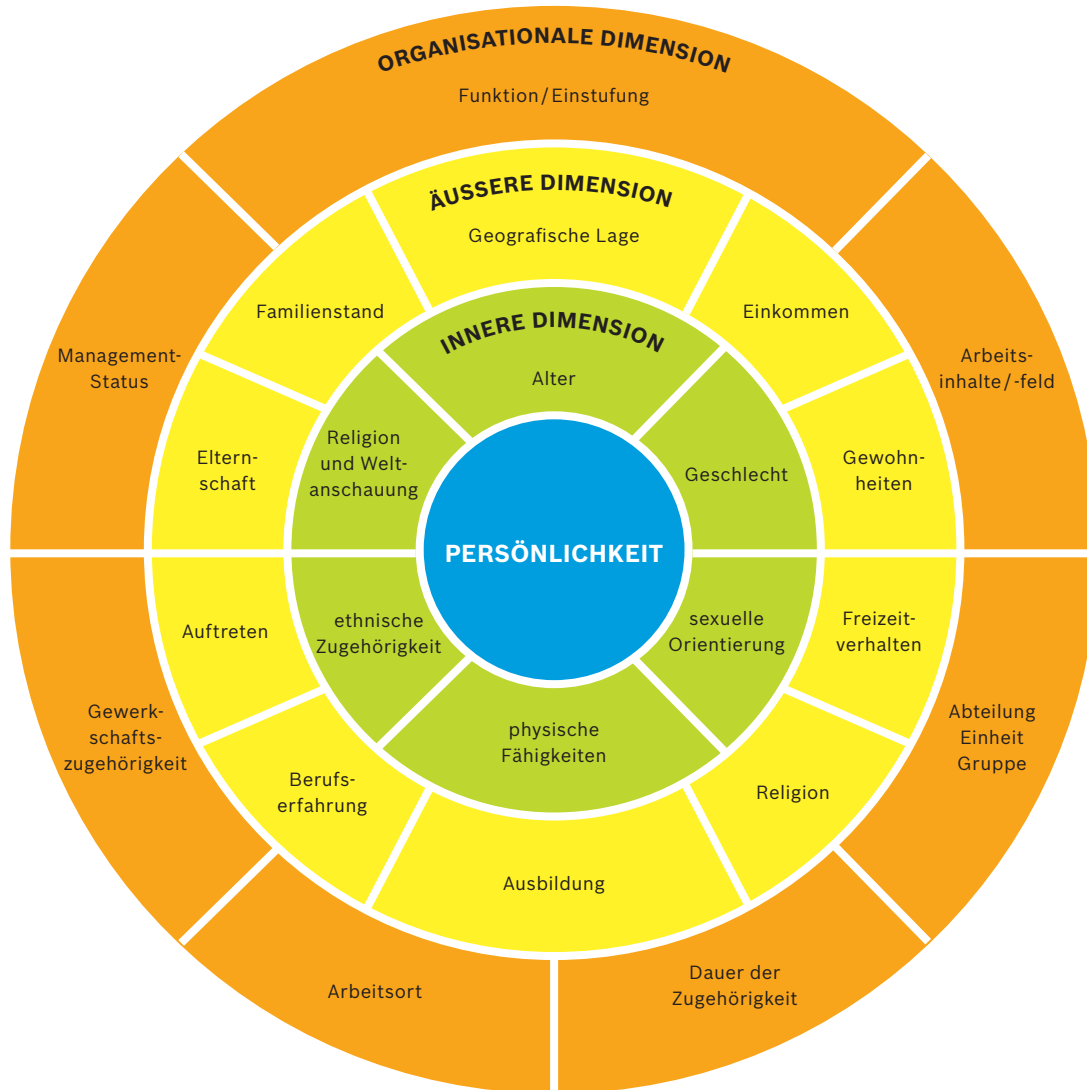 ORGANISATIONALE DIMENSION
Funktion/Einstufung
ÄUSSERE DIMENSION
Geografische Lage
INNERE DIMENSION
Alter
Familienstand
Einkommen
Management-
Status
Arbeits-
inhalte/-feld
Eltern-
schaft
Religion
und Welt-
anschauung
Geschlecht
Gewohn-
heiten
PERSÖNLICHKEIT
Auftreten
ethnische
Zugehörigkeit
sexuelle
Orientierung
Freizeit-
verhalten
Gewerk-
schafts-
zugehörigkeit
physische
Fähigkeiten
Abteilung
Einheit
Gruppe
Berufs-
erfahrung
Religion
Ausbildung
Arbeitsort
Dauer der
Zugehörigkeit